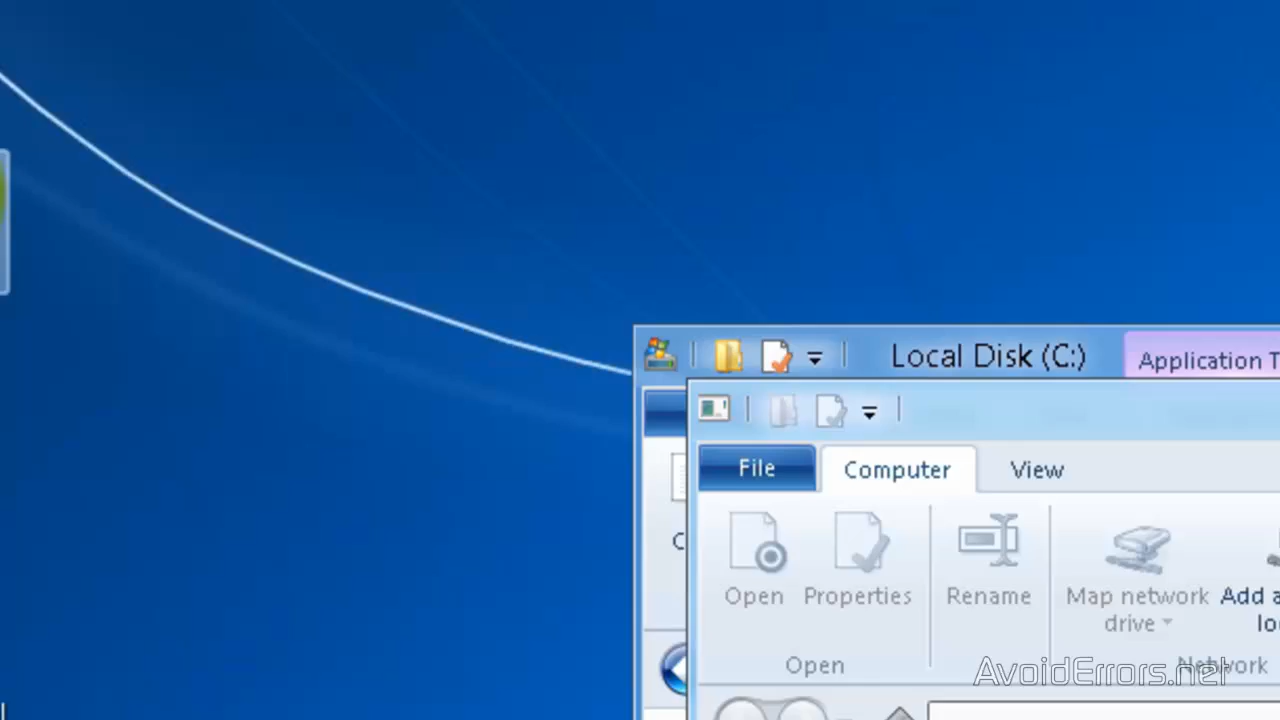 Local Disk (C:)
Application T
File
Computer
View
C
Open
Properties
Rename
Map network
drive
Add a
lo
Open
Network
AvoidErrors.net